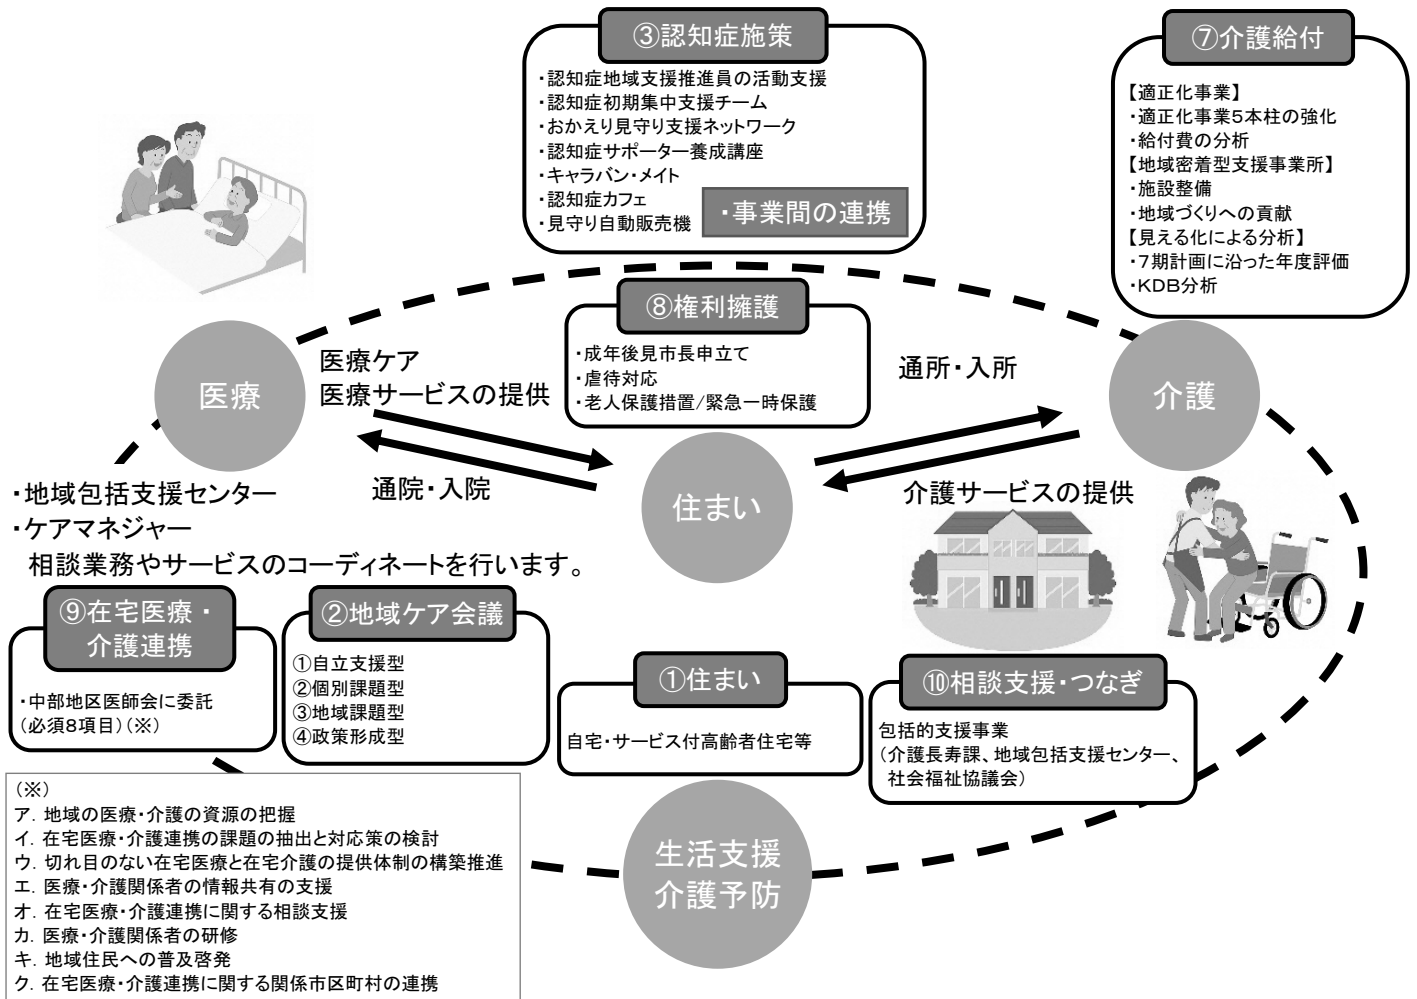 ③認知症施策
・認知症地域支援推進員の活動支援
・認知症初期集中支援チーム
・おかえり見守り支援ネットワーク
・認知症サポーター養成講座
・キャラバン・メイト
・認知症カフェ
・見守り自動販売機
・事業間の連携
⑦介護給付
【適正化事業】
・適正化事業5本柱の強化
・給付費の分析
【地域密着型支援事業所】
・施設整備
・地域づくりへの貢献
【見える化による分析】
・7期計画に沿った年度評価
・KDB分析
⑧権利擁護
・成年後見市長申立て
・虐待対応
・老人保護措置/緊急一時保護
医療
医療ケア
医療サービスの提供
通院・入院
住まい
通所・入所
介護サービスの提供
介護
・地域包括支援センター
・ケアマネジャー
相談業務やサービスのコーディネートを行います。
⑨在宅医療・
介護連携
・中部地区医師会に委託
(必須8項目)(※)
②地域ケア会議
①自立支援型
②個別課題型
③地域課題型
④政策形成型
①住まい
自宅・サービス付高齢者住宅等
⑩相談支援・つなぎ
包括的支援事業
(介護長寿課、地域包括支援センター、
社会福祉協議会)
(※)
ア. 地域の医療・介護の資源の把握
イ. 在宅医療・介護連携の課題の抽出と対応策の検討
ウ. 切れ目のない在宅医療と在宅介護の提供体制の構築推進
エ. 医療・介護関係者の情報共有の支援
オ. 在宅医療・介護連携に関する相談支援
カ. 医療・介護関係者の研修
キ. 地域住民への普及啓発
ク. 在宅医療・介護連携に関する関係市区町村の連携
生活支援
介護予防